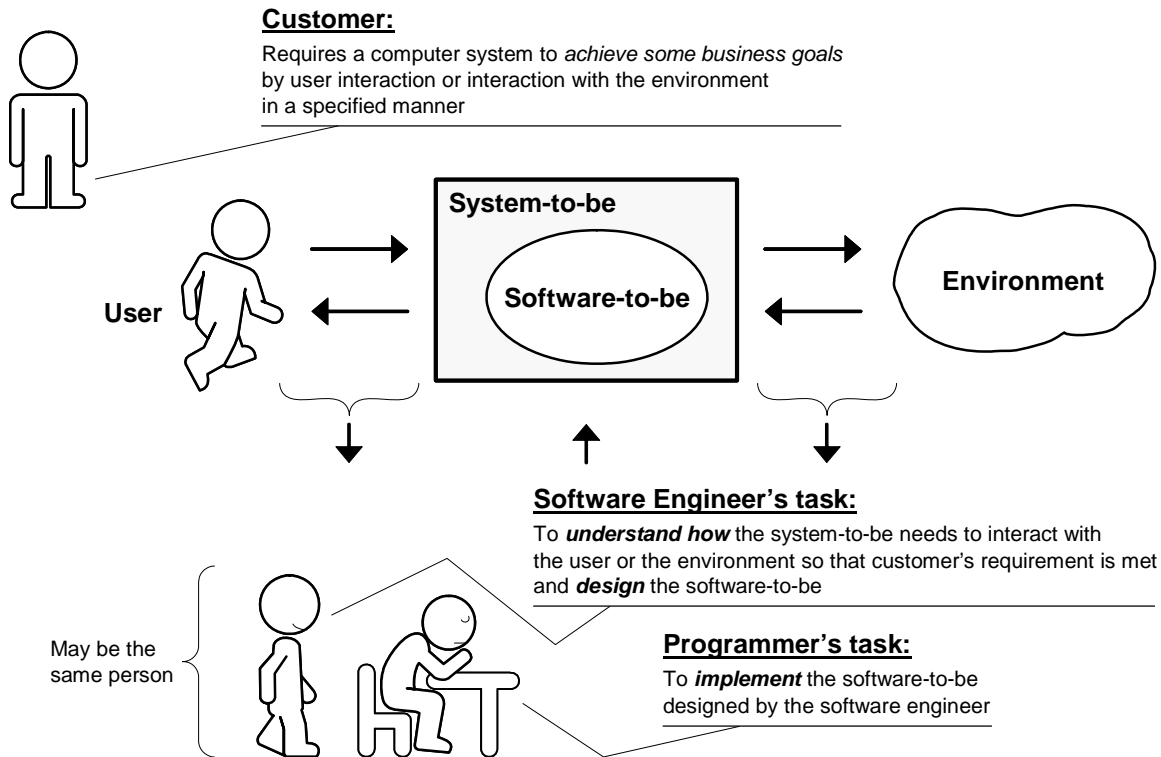 Customer:
Requires a computer system to achieve some business goals
by user interaction or interaction with the environment
in a specified manner
System-to-be
Software-to-be
User
Environment
Software Engineer’s task:
To understand how the system-to-be needs to interact with
the user or the environment so that customer’s requirement is met
and design the software-to-be
May be the
same person
Programmer’s task:
To implement the software-to-be
designed by the software engineer